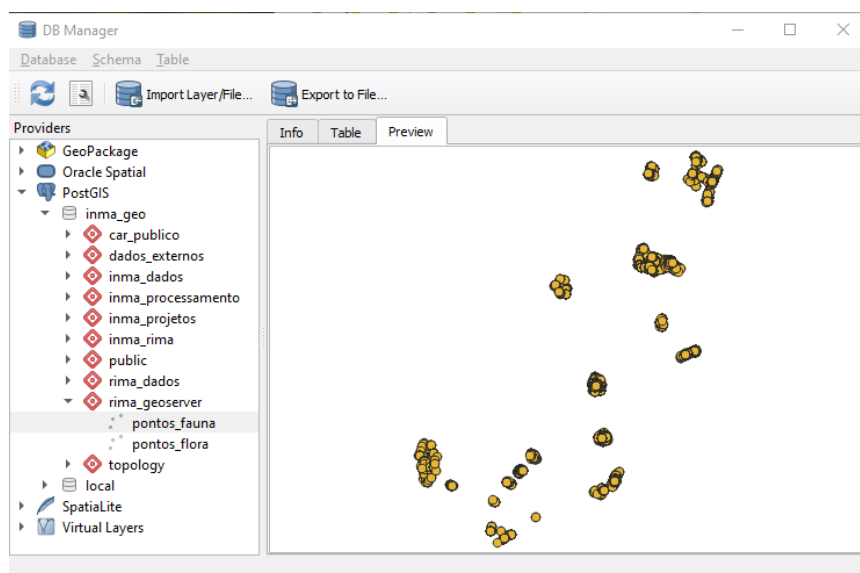 DB Manager
Database Schema Table
Import Layer/File... Export to File...
Providers
Info Table Preview
GeoPackage
Oracle Spatial
PostGIS
inma_geo
car_publico
dados_externos
inma_dados
inma_processamento
inma_projetos
inma_rima
public
rima_dados
rima_geoserver
pontos_fauna
pontos_flora
topology
local
SpatiaLite
Virtual Layers